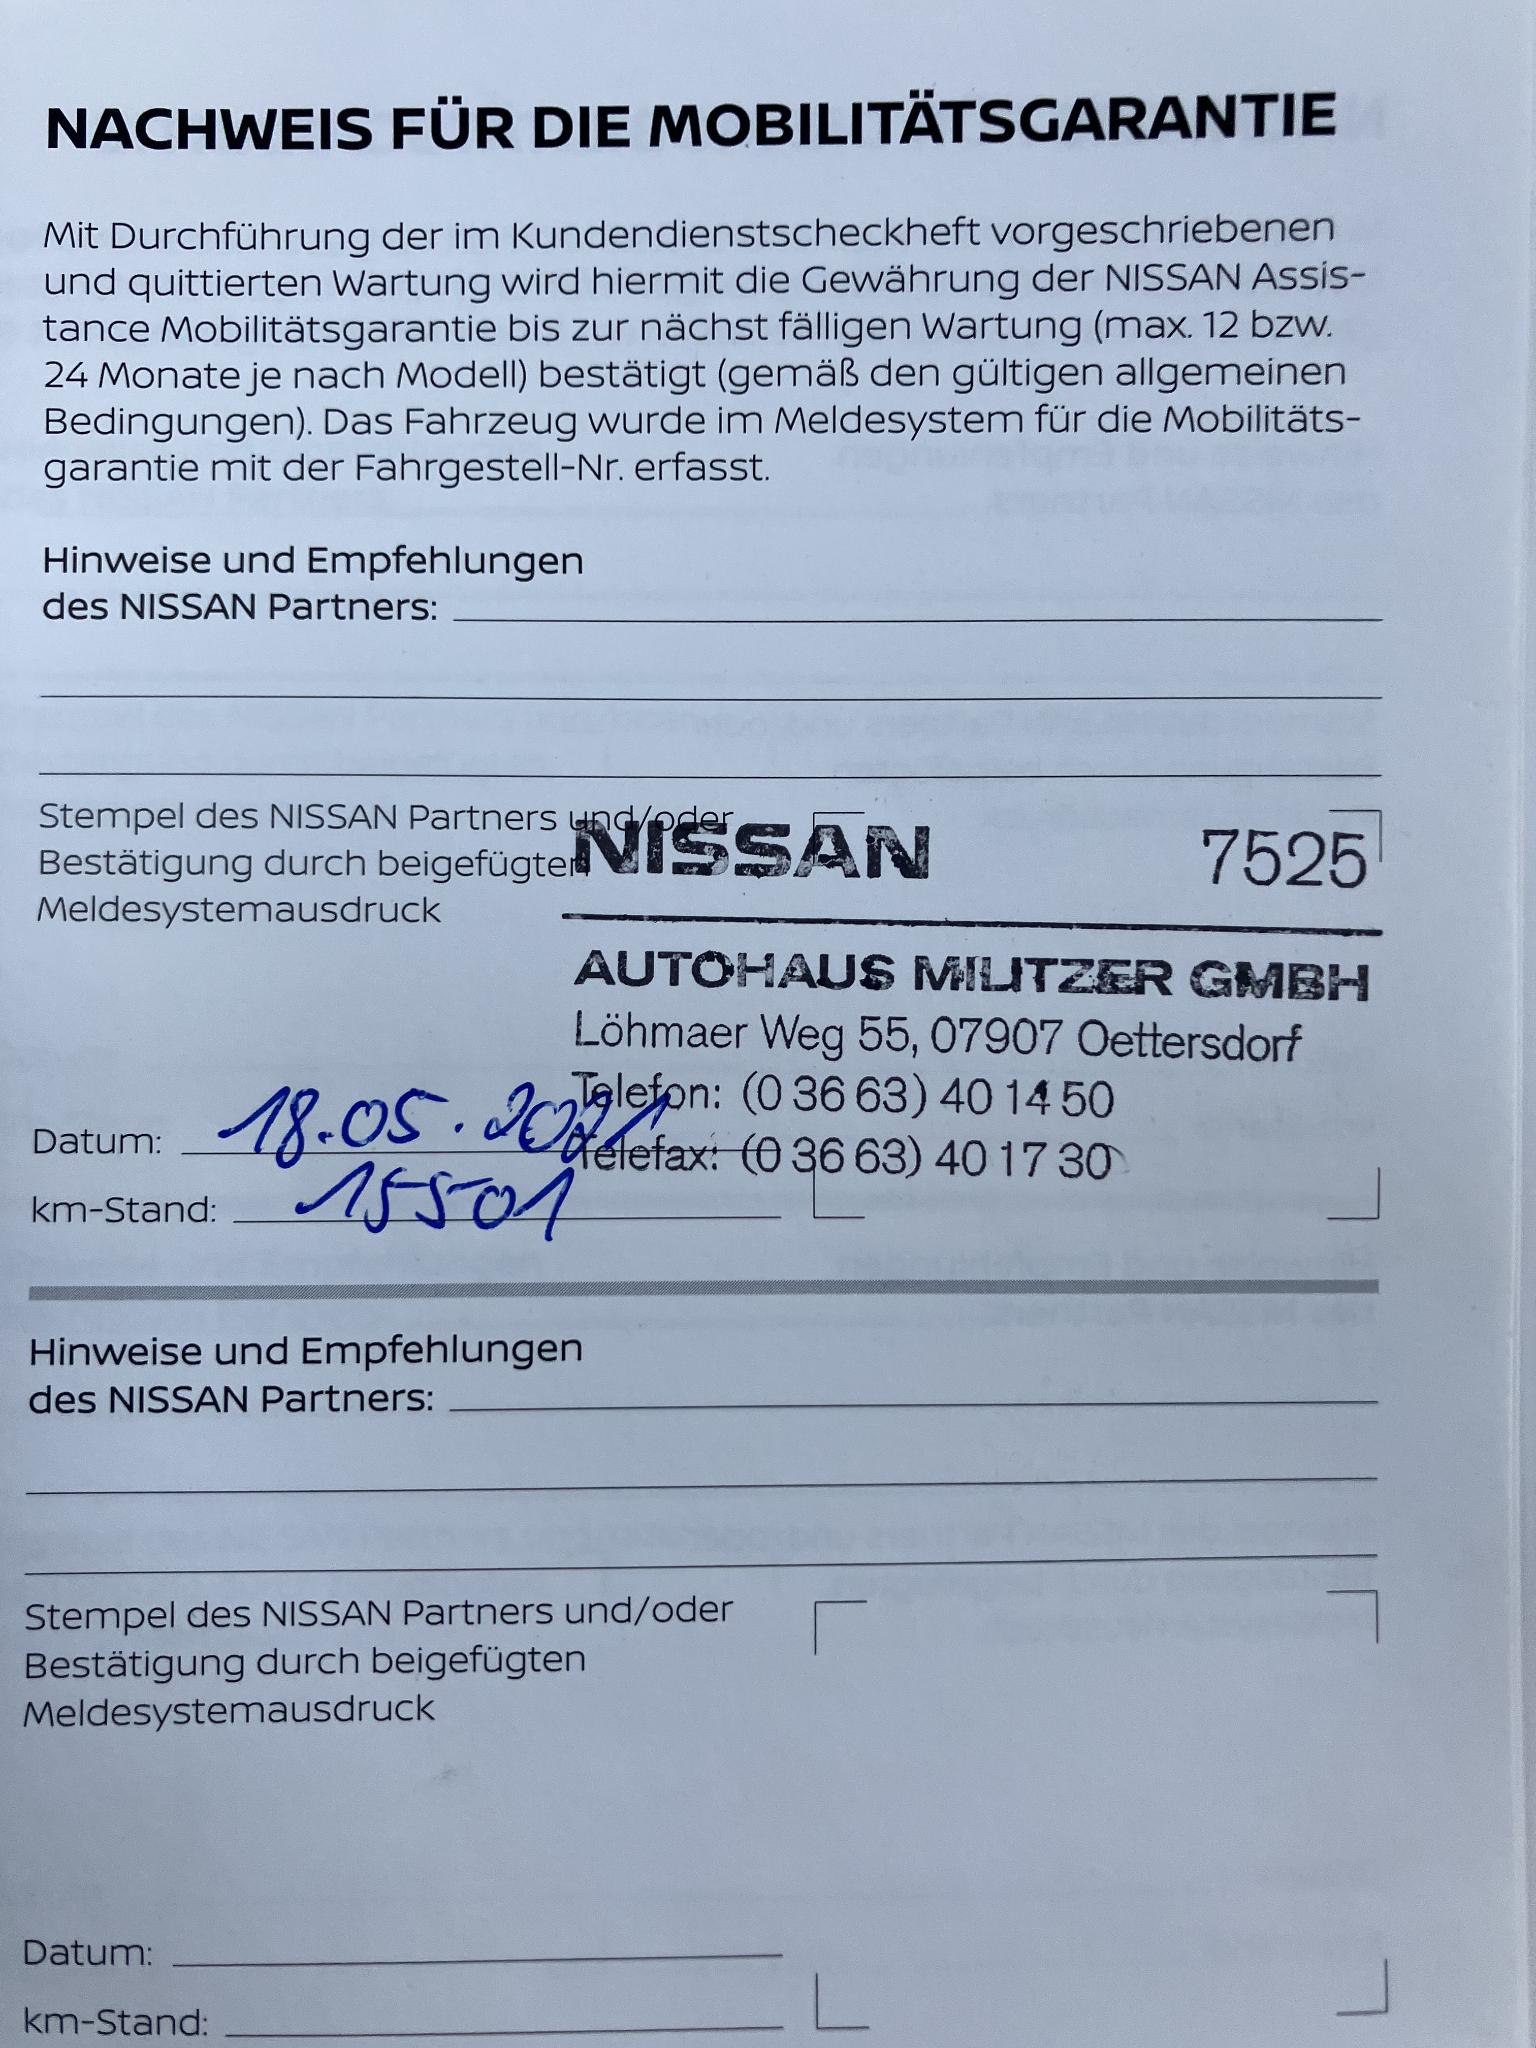 NACHWEIS FÜR DIE MOBILITÄTSGARANTIE
Mit Durchführung der im Kundendienstscheckheft vorgeschriebenen
und quittierten Wartung wird hiermit die Gewährung der NISSAN Assis-
tance Mobilitätsgarantie bis zur nächst fälligen Wartung (max. 12 bzw.
24 Monate je nach Modell) bestätigt (gemäß den gültigen allgemeinen
Bedingungen). Das Fahrzeug wurde im Meldesystem für die Mobilitäts-
garantie mit der Fahrgestell-Nr. erfasst.
Hinweise und Empfehlungen
des NISSAN Partners:
Stempel des NISSAN Partners und/oder
Bestätigung durch beigefügten
Meldesystemausdruck
NISSAN 7525
AUTOHAUS MILITZER GMBH
Löhmaer Weg 55, 07907 Oettersdorf
Telefon: (0 36 63) 40 14 50
Telefax: (0 36 63) 40 17 30
Datum: 18.05.2021
km-Stand: 15501
Hinweise und Empfehlungen
des NISSAN Partners:
Stempel des NISSAN Partners und/oder
Bestätigung durch beigefügten
Meldesystemausdruck
Datum:
km-Stand: